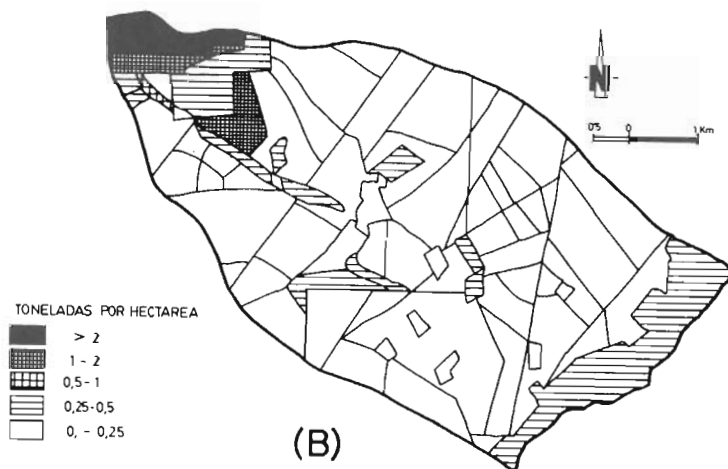 N
0'5 0 1 Km
TONELADAS POR HECTAREA
> 2
1 - 2
0,5 - 1
0,25-0,5
0, - 0,25
(B)